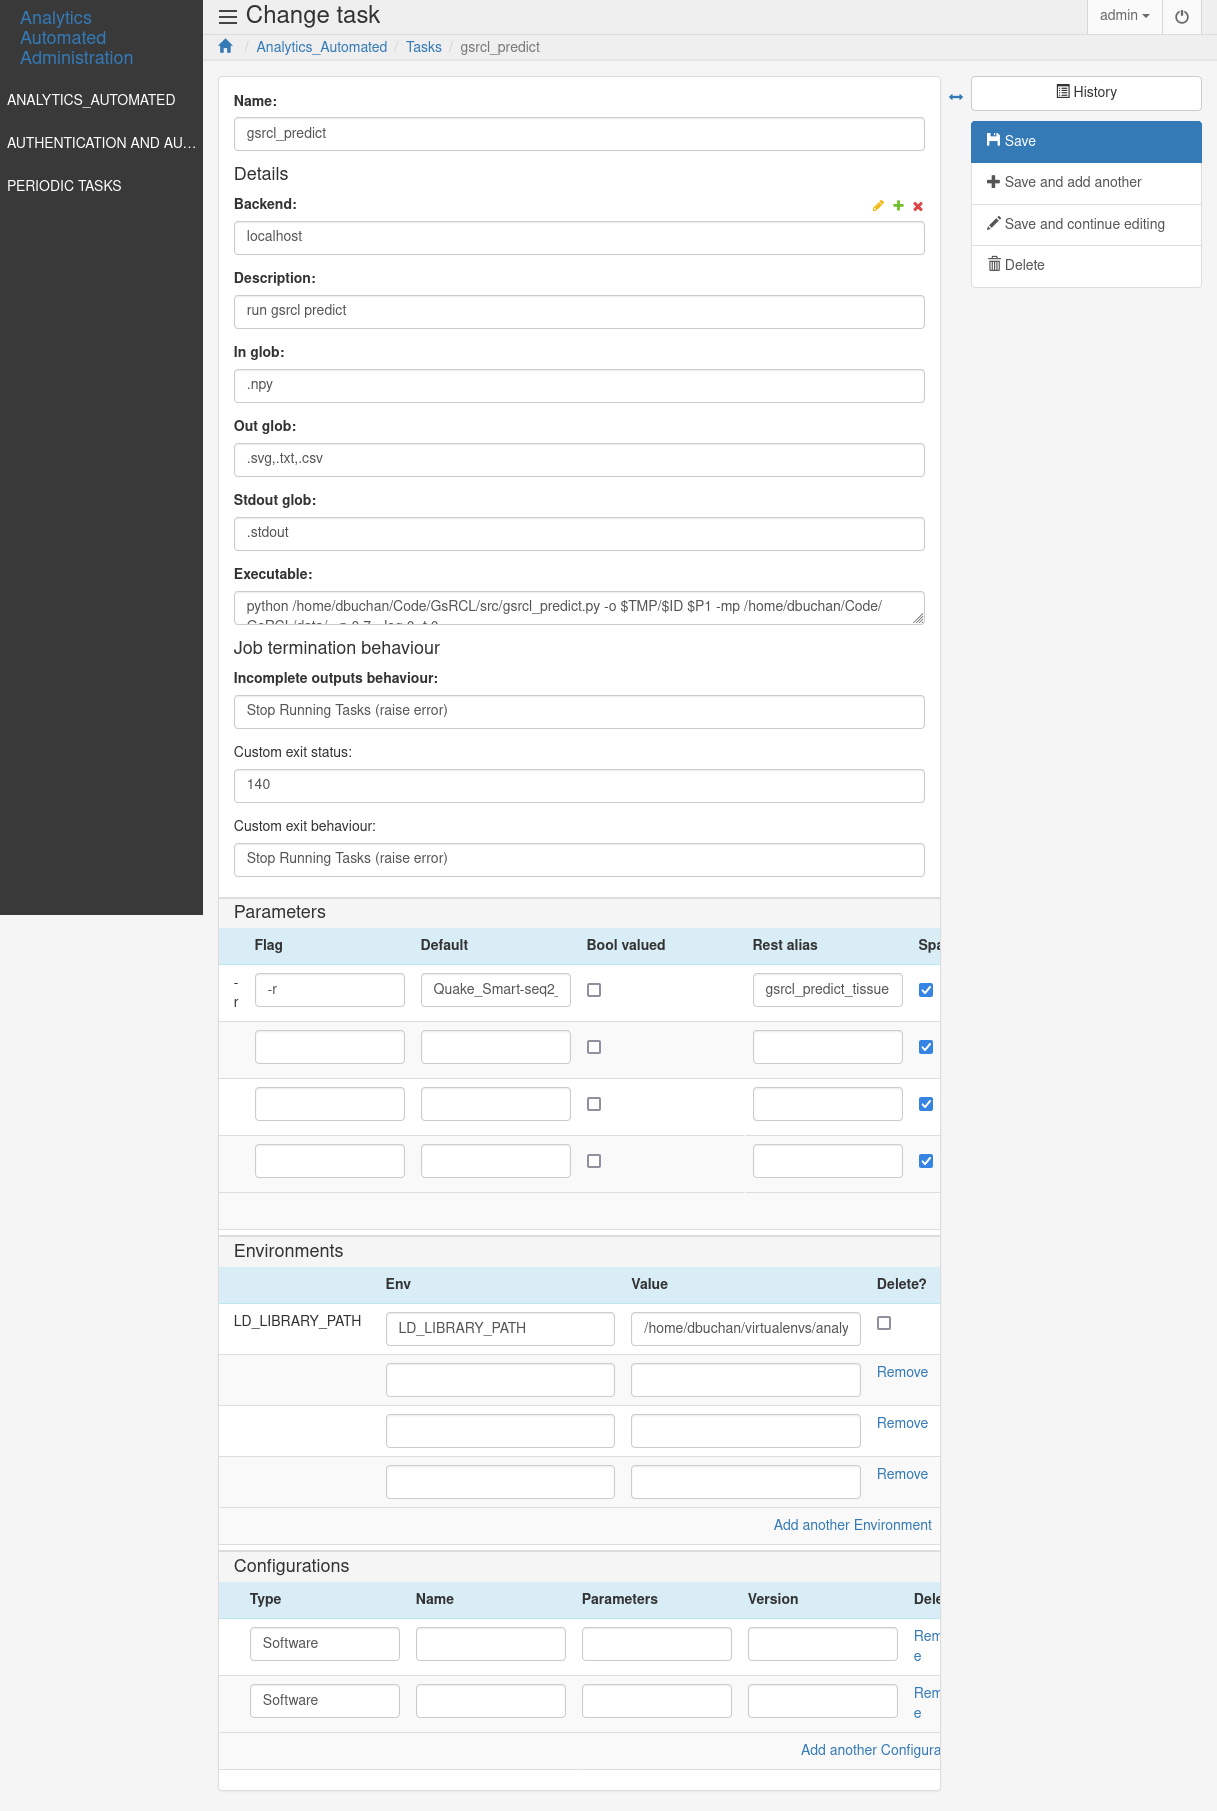 Analytics
Automated
Administration
ANALYTICS_AUTOMATED
AUTHENTICATION AND AU...
PERIODIC TASKS
Change task
admin
Analytics_Automated / Tasks / gsrcl_predict
History
Save
Save and add another
Save and continue editing
Delete
Name:
gsrcl_predict
Details
Backend:
localhost
Description:
run gsrcl predict
In glob:
.npy
Out glob:
.svg,.txt,.csv
Stdout glob:
.stdout
Executable:
python /home/dbuchan/Code/GsRCL/src/gsrcl_predict.py -o $TMP/$ID $P1 -mp /home/dbuchan/Code/
Job termination behaviour
Incomplete outputs behaviour:
Stop Running Tasks (raise error)
Custom exit status:
140
Custom exit behaviour:
Stop Running Tasks (raise error)
Parameters
Flag Default Bool valued Rest alias Spa
-
r
-r Quake_Smart-seq2_ gsrcl_predict_tissue
Environments
Env Value Delete?
LD_LIBRARY_PATH LD_LIBRARY_PATH /home/dbuchan/virtualenvs/analy
Remove
Remove
Remove
Add another Environment
Configurations
Type Name Parameters Version Dele
Software Rem
e
Software Rem
e
Add another Configura